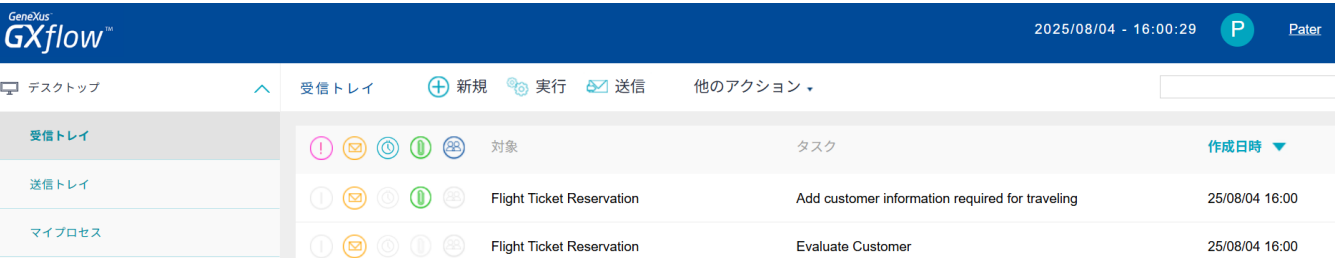 GeneXus™
GXflow™
2025/08/04 - 16:00:29 P Pater
デスクトップ
受信トレイ 新規 実行 送信 他のアクション
受信トレイ
送信トレイ
マイプロセス
対象 タスク 作成日時
Flight Ticket Reservation Add customer information required for traveling 25/08/04 16:00
Flight Ticket Reservation Evaluate Customer 25/08/04 16:00